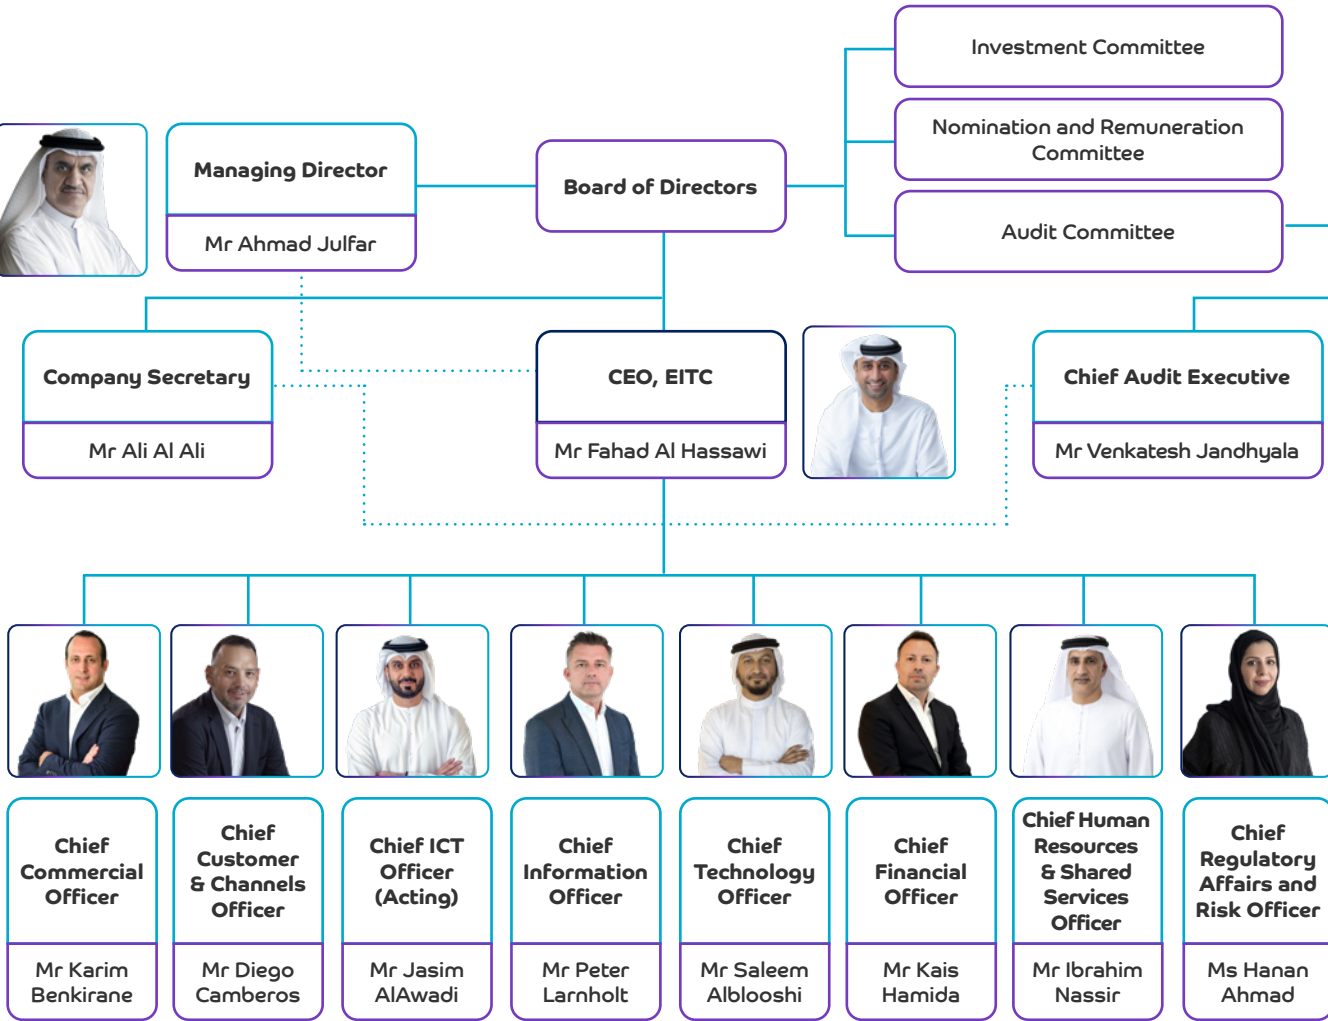 Investment Committee
Nomination and Remuneration
Committee
Audit Committee
Managing Director
Mr Ahmad Julfar
Board of Directors
Company Secretary
Mr Ali Al Ali
CEO, EITC
Mr Fahad Al Hassawi
Chief Audit Executive
Mr Venkatesh Jandhyala
Chief
Commercial
Officer
Mr Karim
Benkirane
Chief
Customer
& Channels
Officer
Mr Diego
Camberos
Chief ICT
Officer
(Acting)
Mr Jasim
AlAwadi
Chief
Information
Officer
Mr Peter
Larnholt
Chief
Technology
Officer
Mr Saleem
Alblooshi
Chief
Financial
Officer
Mr Kais
Hamida
Chief Human
Resources
& Shared
Services
Officer
Mr Ibrahim
Nassir
Chief
Regulatory
Affairs and
Risk Officer
Ms Hanan
Ahmad